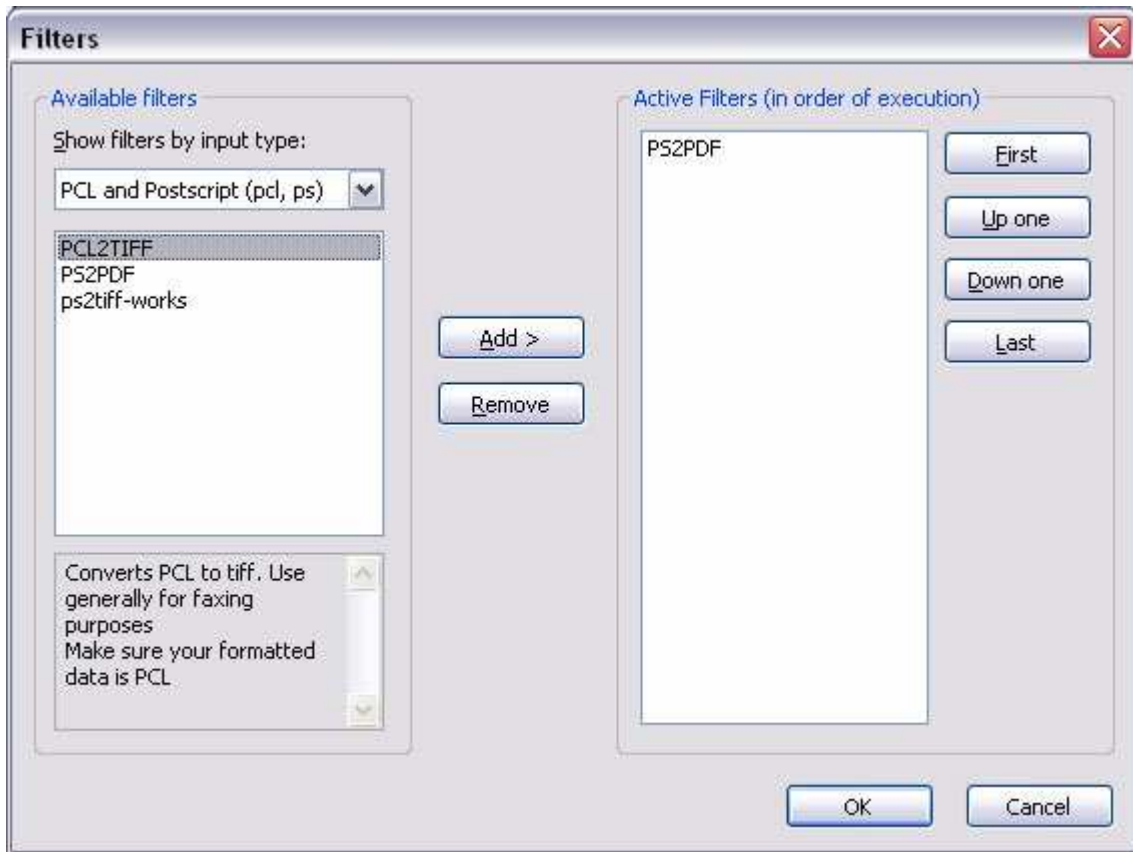 Filters
Available filters
Show filters by input type:
PCL and Postscript (pcl, ps)
PCL2TIFF
PS2PDF
ps2tiff-works
Converts PCL to tiff. Use
generally for faxing
purposes
Make sure your formatted
data is PCL
Add >
Remove
Active Filters (in order of execution)
PS2PDF
First
Up one
Down one
Last
OK
Cancel